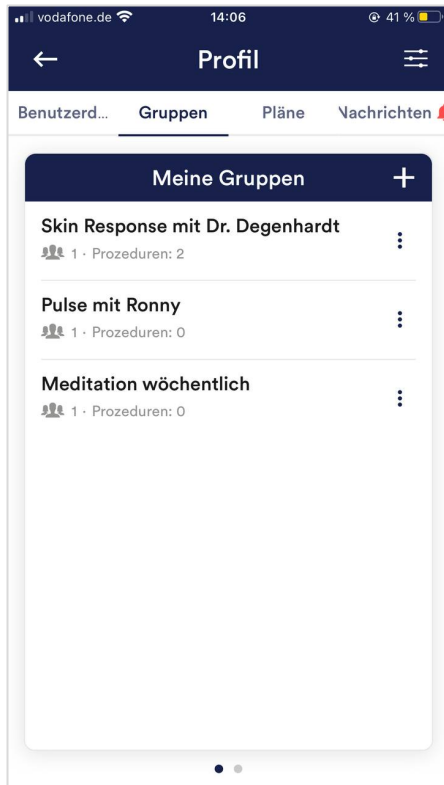 vodafone.de 14:06 41 %
Profil
Benutzerd... Gruppen Pläne Nachrichten
Meine Gruppen +
Skin Response mit Dr. Degenhardt
1 · Prozeduren: 2
Pulse mit Ronny
1 · Prozeduren: 0
Meditation wöchentlich
1 · Prozeduren: 0